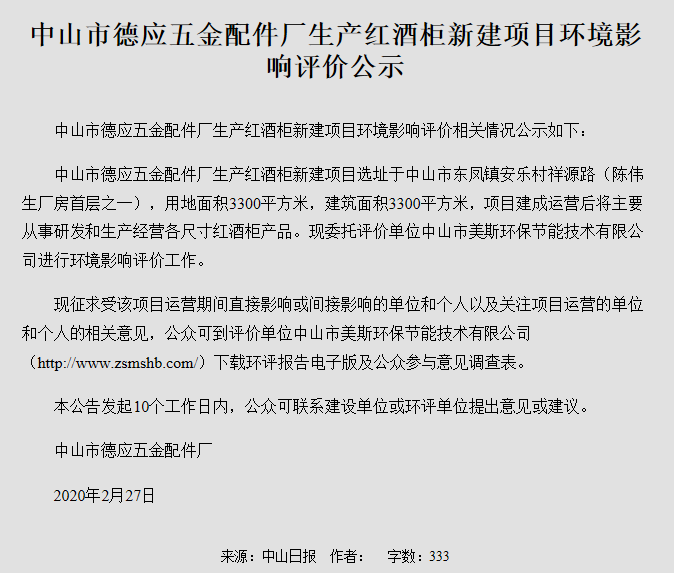 中山市德应五金配件厂生产红酒柜新建项目环境影
响评价公示
中山市德应五金配件厂生产红酒柜新建项目环境影响评价相关情况公示如下：
中山市德应五金配件厂生产红酒柜新建项目选址于中山市东凤镇安乐村祥源路（陈伟
生厂房首层之一），用地面积3300平方米，建筑面积3300平方米，项目建成运营后将主要
从事研发和生产经营各尺寸红酒柜产品。现委托评价单位中山市美斯环保节能技术有限公
司进行环境影响评价工作。
现征求受该项目运营期间直接影响或间接影响的单位和个人以及关注项目运营的单位
和个人的相关意见，公众可到评价单位中山市美斯环保节能技术有限公司
（http://www.zsmshb.com/）下载环评报告电子版及公众参与意见调查表。
本公告发起10个工作日内，公众可联系建设单位或环评单位提出意见或建议。
中山市德应五金配件厂
2020年2月27日
来源：中山日报 作者： 字数：333